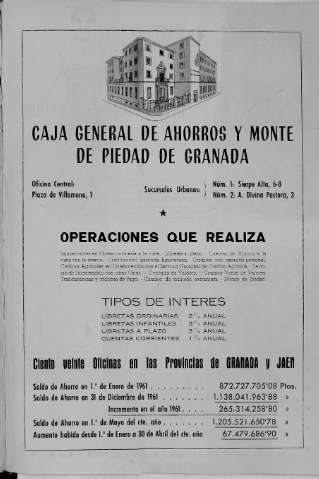 CAJA GENERAL DE AHORROS Y MONTE
DE PIEDAD DE GRANADA
Oficina Central:
Plaza de Villamena, 1
Sucursales Urbanas:
Núm. 1: Sierpe Alta, 6-8
Núm. 2: A. Divina Pastora, 3
OPERACIONES QUE REALIZA
TIPOS DE INTERES
LIBRETAS ORDINARIAS 2 % ANUAL
LIBRETAS INFANTILES 3 % ANUAL
LIBRETAS A PLAZO 3 % ANUAL
CUENTAS CORRIENTES % ANUAL
Ciento veinte Oficinas en las Provincias de GRANADA y JAEN
Saldo de Ahorro en 1.º de Enero de 1961 . . . . . . . . 872.727.705'08 Ptas.
Saldo de Ahorro en 31 de Diciembre de 1961 . . . . . . . 1.138.041.963'88 »
Incremento en el año 1961 . . . . 265.314.258'80 »
Saldo de Ahorro en 1.º de Mayo del cte. año . . . . . 1.205.521.650'78 »
Aumento habido desde 1.º de Enero a 30 de Abril del cte. año 67.479.686'90 »